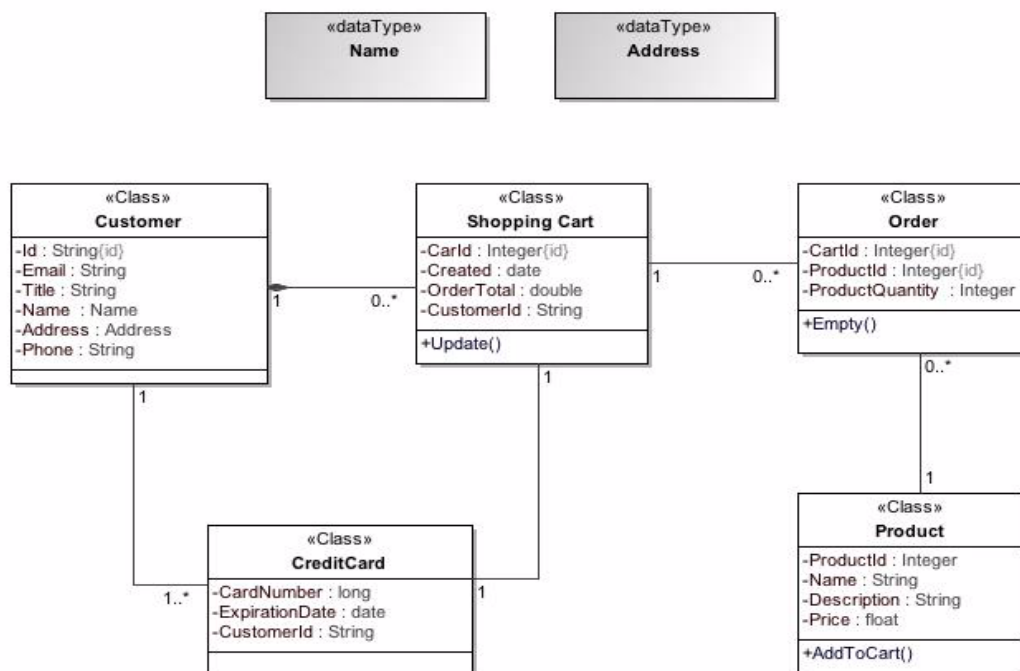 «dataType»
Name
«dataType»
Address
«Class»
Customer
-Id : String{id}
-Email : String
-Title : String
-Name : Name
-Address : Address
-Phone : String
1
0..*
«Class»
Shopping Cart
-CarId : Integer{id}
-Created : date
-OrderTotal : double
-CustomerId : String
+Update()
1
0..*
«Class»
Order
-CartId : Integer{id}
-ProductId : Integer{id}
-ProductQuantity : Integer
+Empty()
1
1
0..*
1
«Class»
CreditCard
-CardNumber : long
-ExpirationDate : date
-CustomerId : String
1..*
1
«Class»
Product
-ProductId : Integer
-Name : String
-Description : String
-Price : float
+AddToCart()